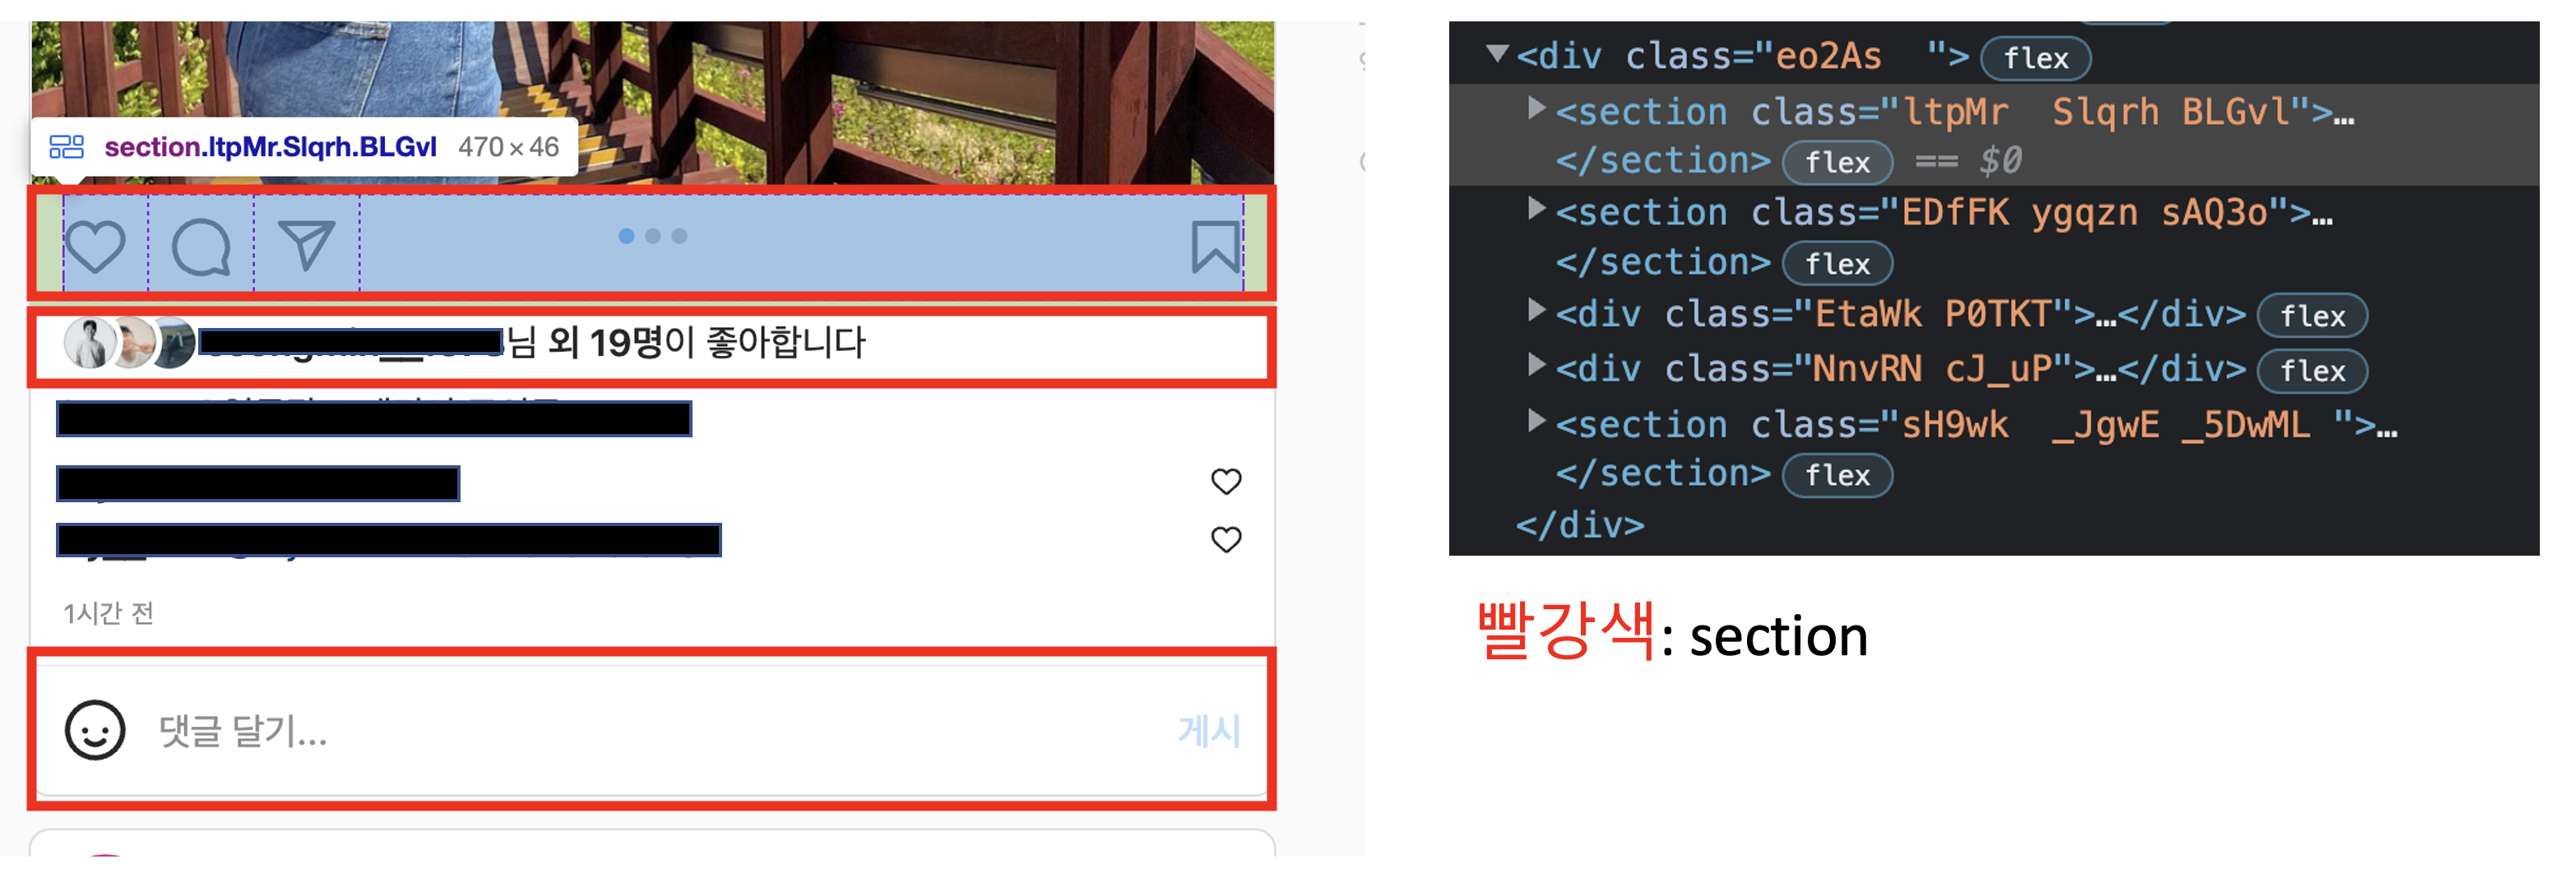 section.ltpMr.Slqrh.BLGvl 470 × 46
님 외 19명이 좋아합니다
1시간 전
댓글 달기...
게시
<div class="eo2As  "> flex
<section class="ltpMr  Slqrh BLGvl">…
</section> flex == $0
<section class="EDfFK ygqzn sAQ3o">…
</section> flex
<div class="EtaWk P0TKT">…</div> flex
<div class="NnvRN cJ_uP">…</div> flex
<section class="sH9wk  _JgwE _5DwML ">…
</section> flex
</div>
빨강색: section